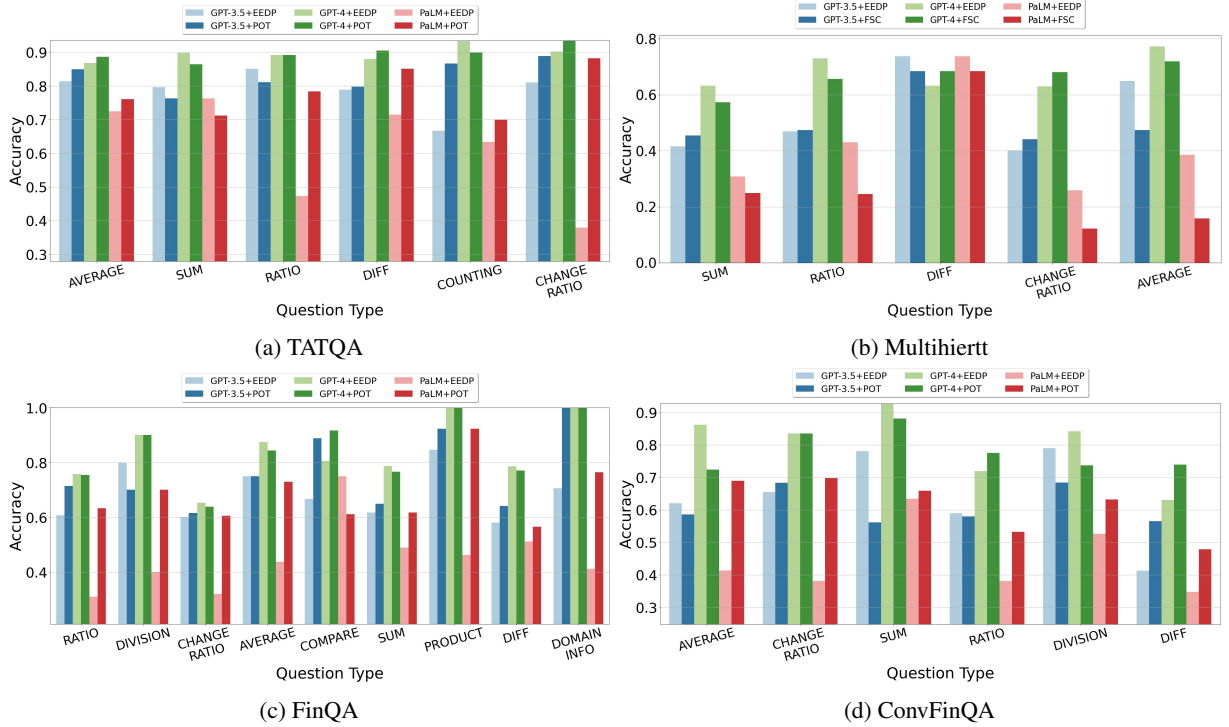 GPT-3.5+EEDP GPT-4+EEDP PaLM+EEDP
GPT-3.5+POT GPT-4+POT PaLM+POT
Accuracy
0.9
0.8
0.7
0.6
0.5
0.4
0.3
AVERAGE SUM RATIO DIFF COUNTING CHANGE RATIO
Question Type
(a) TATQA
GPT-3.5+EEDP GPT-4+EEDP PaLM+EEDP
GPT-3.5+FSC GPT-4+FSC PaLM+FSC
Accuracy
0.8
0.6
0.4
0.2
0.0
SUM RATIO DIFF CHANGE RATIO AVERAGE
Question Type
(b) Multihiertt
GPT-3.5+EEDP GPT-4+EEDP PaLM+EEDP
GPT-3.5+POT GPT-4+POT PaLM+POT
Accuracy
1.0
0.8
0.6
0.4
RATIO DIVISION CHANGE RATIO AVERAGE COMPARE SUM PRODUCT DIFF DOMAIN INFO
Question Type
(c) FinQA
GPT-3.5+EEDP GPT-4+EEDP PaLM+EEDP
GPT-3.5+POT GPT-4+POT PaLM+POT
Accuracy
0.9
0.8
0.7
0.6
0.5
0.4
0.3
AVERAGE CHANGE RATIO SUM RATIO DIVISION DIFF
Question Type
(d) ConvFinQA